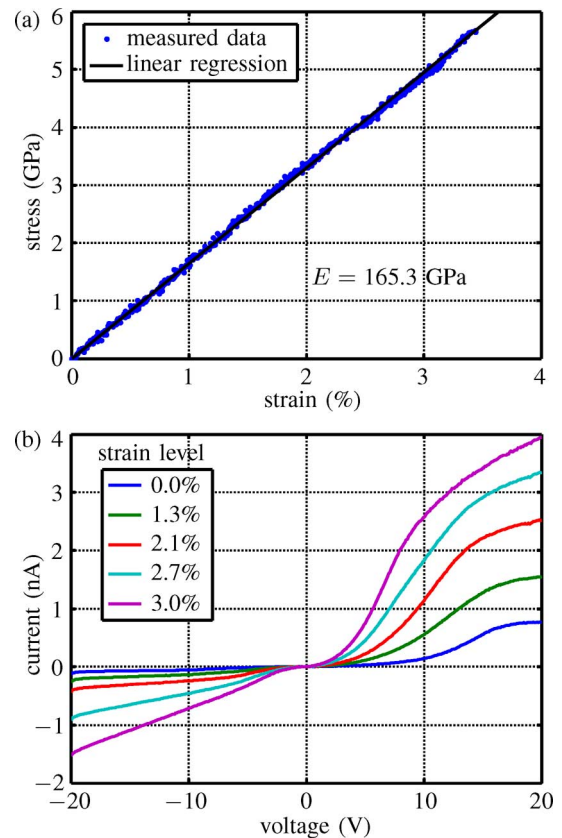 (a)
6
5
4
3
2
1
0
stress (GPa)
measured data
linear regression
E = 165.3 GPa
0 1 2 3 4
strain (%)
(b)
4
3
2
1
0
−1
−2
current (nA)
strain level
0.0%
1.3%
2.1%
2.7%
3.0%
−20 −10 0 10 20
voltage (V)